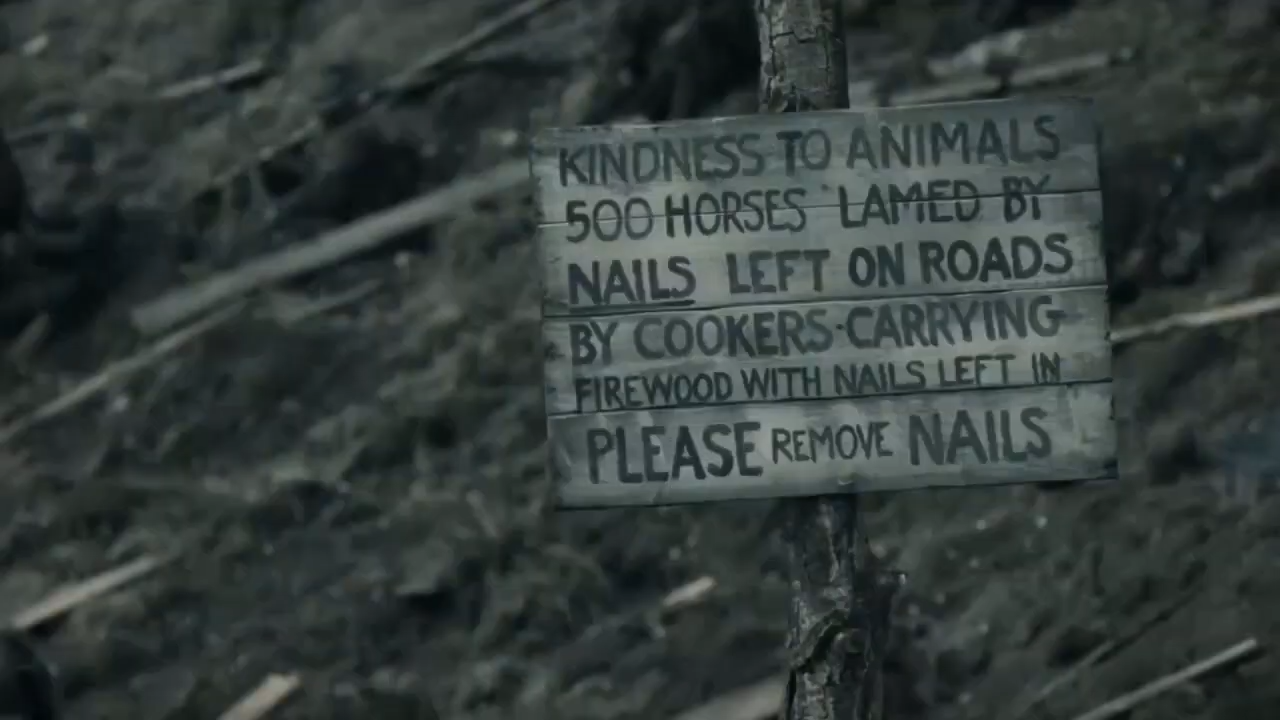 KINDNESS TO ANIMALS
500 HORSES LAMED BY
NAILS LEFT ON ROADS
BY COOKERS·CARRYING
FIREWOOD WITH NAILS LEFT IN
PLEASE REMOVE NAILS